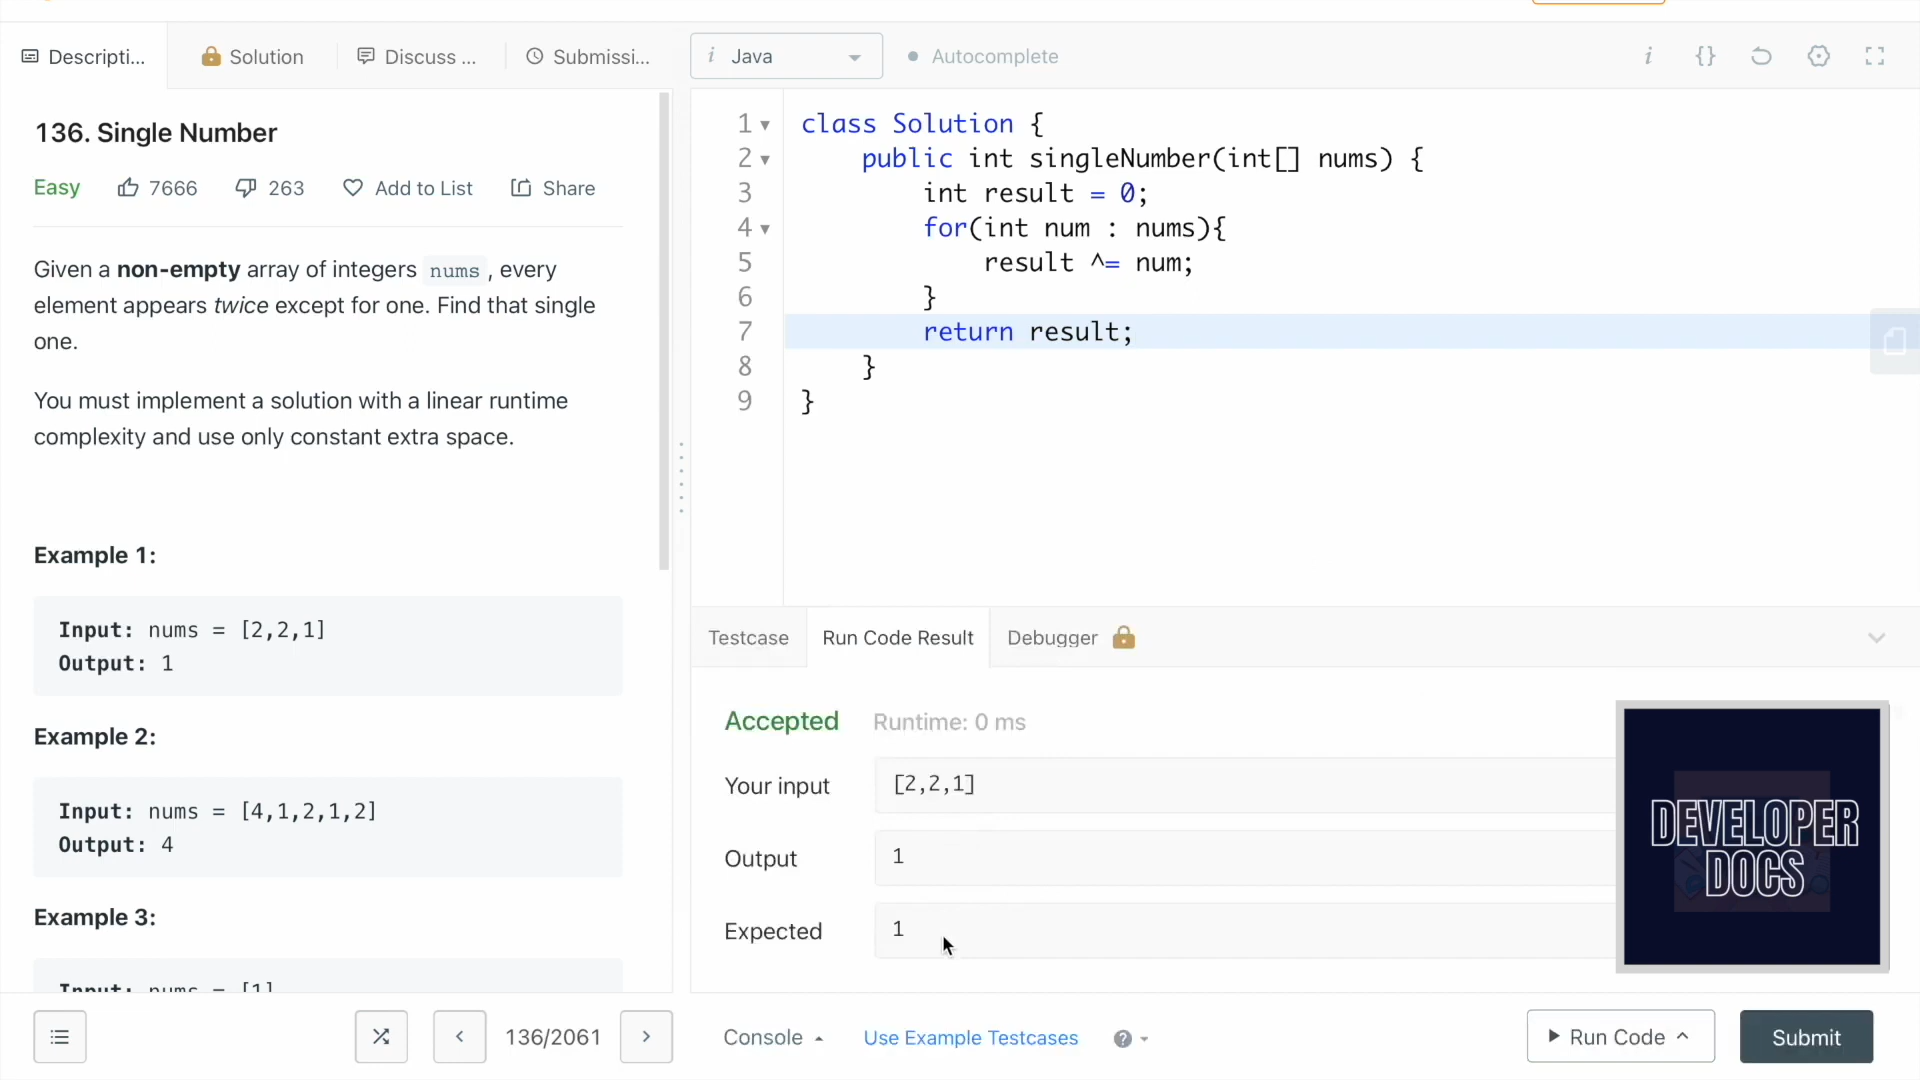 Descripti...
Solution
Discuss ...
Submissi...
i Java
Autocomplete
i {}
136. Single Number
Easy 7666 263 Add to List Share
Given a non-empty array of integers nums , every
element appears twice except for one. Find that single
one.
You must implement a solution with a linear runtime
complexity and use only constant extra space.
Example 1:
Input: nums = [2,2,1]
Output: 1
Example 2:
Input: nums = [4,1,2,1,2]
Output: 4
Example 3:
Input: nums = [1]
136/2061
1 class Solution {
2 public int singleNumber(int[] nums) {
3 int result = 0;
4 for(int num : nums){
5 result ^= num;
6 }
7 return result;
8 }
9 }
Testcase Run Code Result Debugger
Accepted Runtime: 0 ms
Your input [2,2,1]
Output 1
Expected 1
DEVELOPER
DOCS
Console Use Example Testcases ?
Run Code Submit